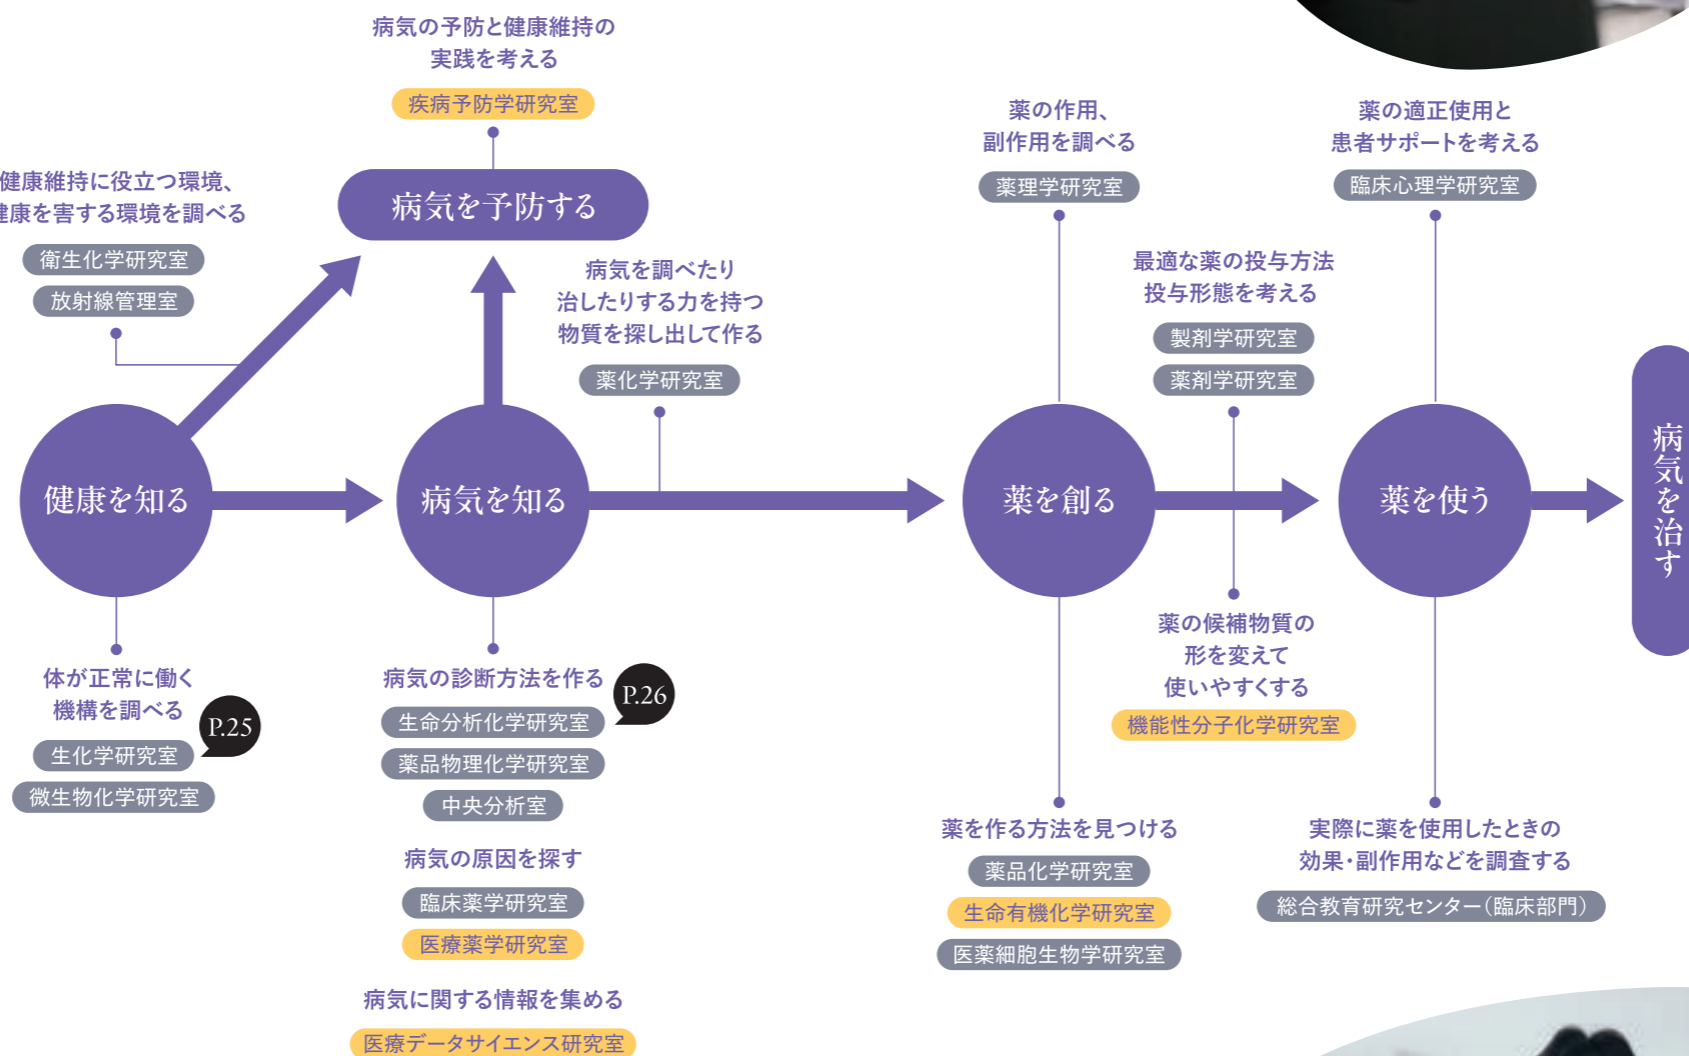 病気の予防と健康維持の
実践を考える
疾病予防学研究室
病気を予防する
健康維持に役立つ環境、
健康を害する環境を調べる
衛生化学研究室
放射線管理室
病気を調べたり
治したりする力を持つ
物質を探し出して作る
薬化学研究室
薬の作用、
副作用を調べる
薬理学研究室
最適な薬の投与方法
投与形態を考える
製剤学研究室
薬剤学研究室
薬の適正使用と
患者サポートを考える
臨床心理学研究室
健康を知る
病気を知る
薬を創る
薬を使う
病気を治す
体が正常に働く
機構を調べる
P.25
生化学研究室
微生物化学研究室
病気の診断方法を作る
P.26
生命分析化学研究室
薬品物理化学研究室
中央分析室
病気の原因を探す
臨床薬学研究室
医療薬学研究室
病気に関する情報を集める
医療データサイエンス研究室
薬の候補物質の
形を変えて
使いやすくする
機能性分子化学研究室
薬を作る方法を見つける
薬品化学研究室
生命有機化学研究室
医薬細胞生物学研究室
実際に薬を使用したときの
効果・副作用などを調査する
総合教育研究センター（臨床部門）